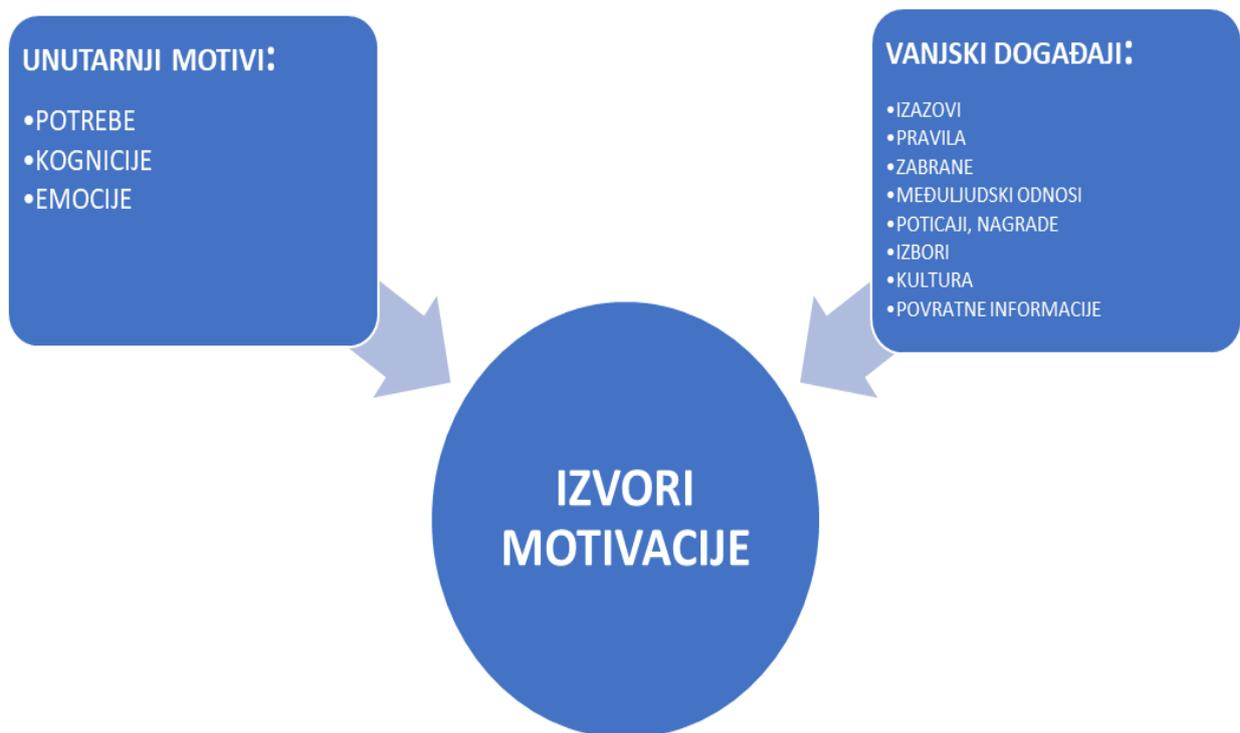 UNUTARNJI MOTIVI:
•POTREBE
•KOGNICIJE
•EMOCIJE
VANJSKI DOGAĐAJI:
•IZAZOVI
•PRAVILA
•ZABRANE
•MEĐULJUDSKI ODNOSI
•POTICAJI, NAGRADE
•IZBORI
•KULTURA
•POVRATNE INFORMACIJE
IZVORI
MOTIVACIJE